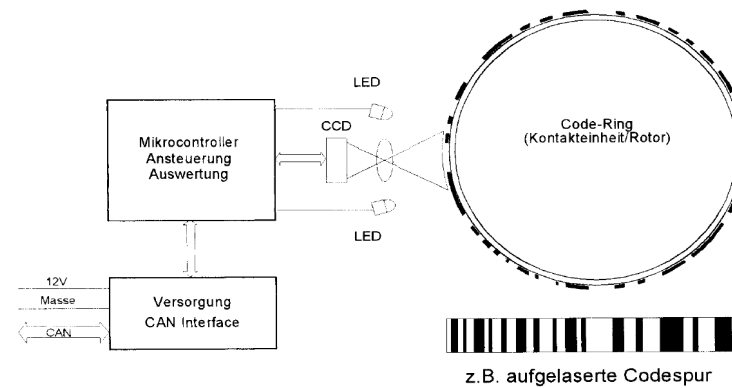 LED
CCD
Mikrocontroller
Ansteuerung
Auswertung
Code-Ring
(Kontakteinheit/Rotor)
LED
12V
Masse
CAN
Versorgung
CAN Interface
z.B. aufgelaserte Codespur